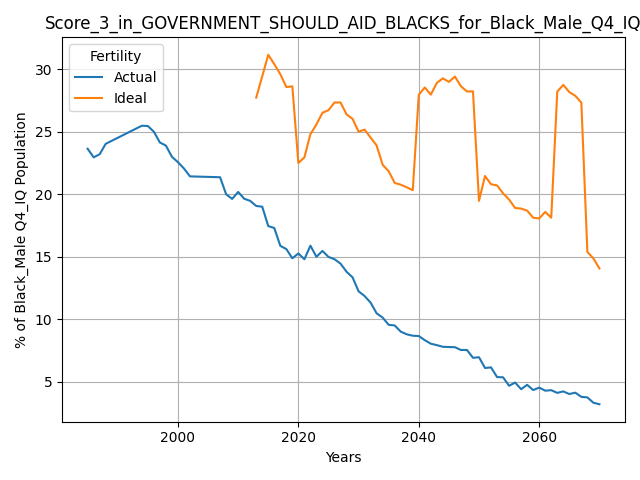 Score_3_in_GOVERNMENT_SHOULD_AID_BLACKS_for_Black_Male_Q4_IQ
Fertility
Actual
Ideal
% of Black_Male Q4_IQ Population
30
25
20
15
10
5
2000
2020
2040
2060
Years